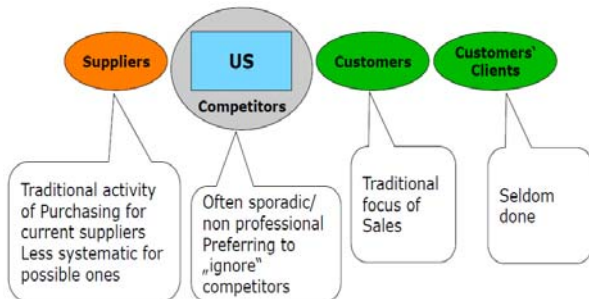 Suppliers
US
Competitors
Customers
Customers'
Clients
Traditional activity
of Purchasing for
current suppliers
Less systematic for
possible ones
Often sporadic/
non professional
Preferring to
„ignore“
competitors
Traditional
focus of
Sales
Seldom
done